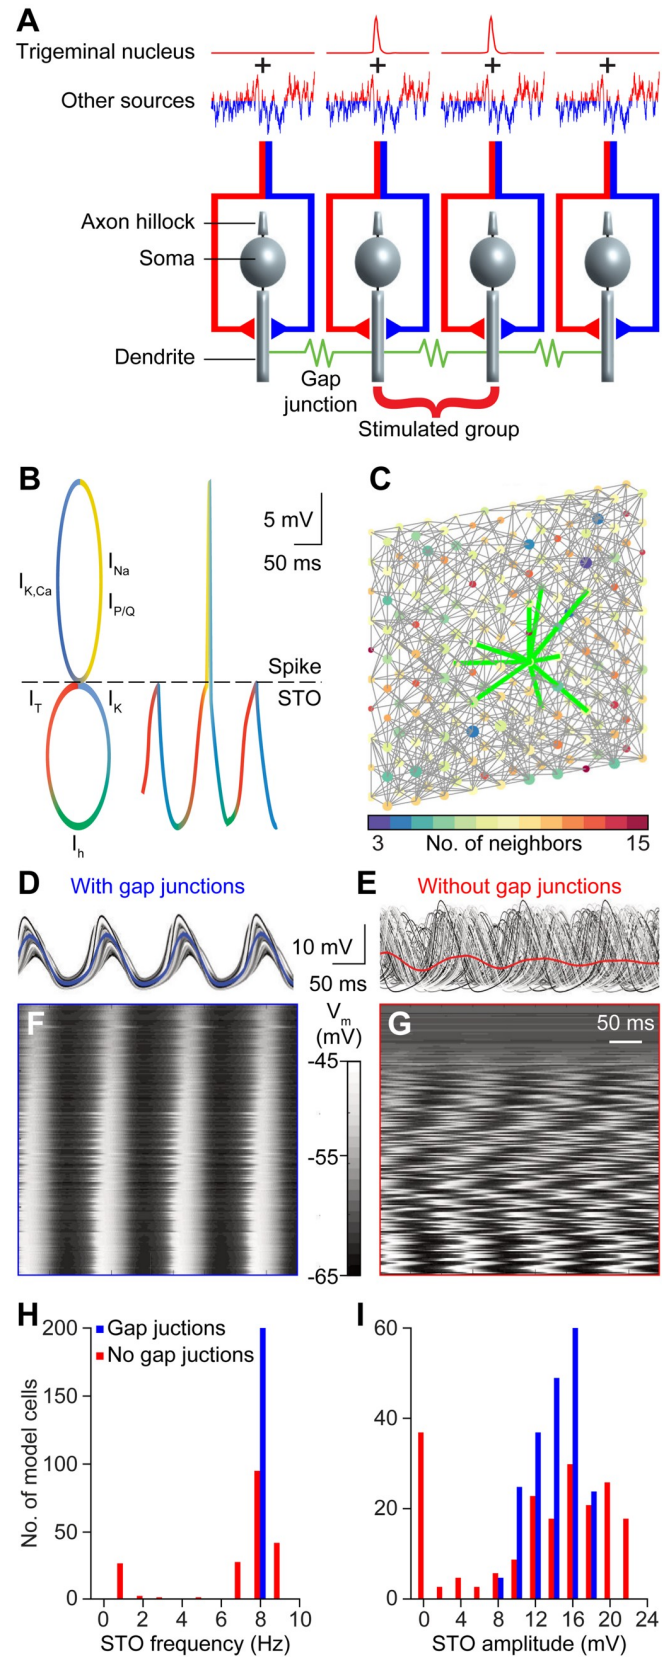 A
Trigeminal nucleus
+ + + +
Other sources
Axon hillock
Soma
Dendrite
Gap
junction
Stimulated group
B
5 mV
50 ms
I_K,Ca
I_Na
I_P/Q
Spike
STO
I_T
I_K
I_h
C
3 No. of neighbors 15
D With gap junctions
E Without gap junctions
10 mV
50 ms
F
V_m
(mV)
-45
-55
-65
G 50 ms
H
200
150
100
50
0
No. of model cells
Gap juctions
No gap juctions
0 2 4 6 8 10
STO frequency (Hz)
I
60
40
20
0
0 4 8 12 16 20 24
STO amplitude (mV)